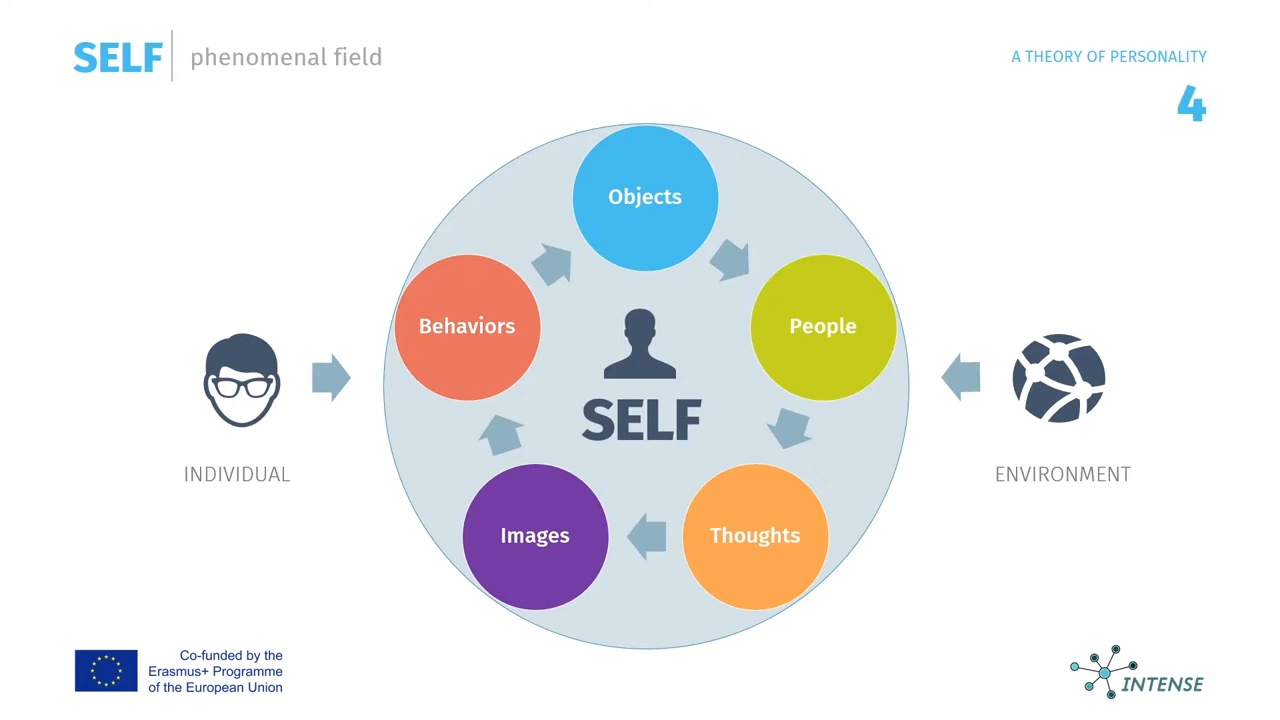 SELF phenomenal field
A THEORY OF PERSONALITY
4
Objects
Behaviors
People
SELF
INDIVIDUAL
ENVIRONMENT
Images
Thoughts
Co-funded by the
Erasmus+ Programme
of the European Union
INTENSE